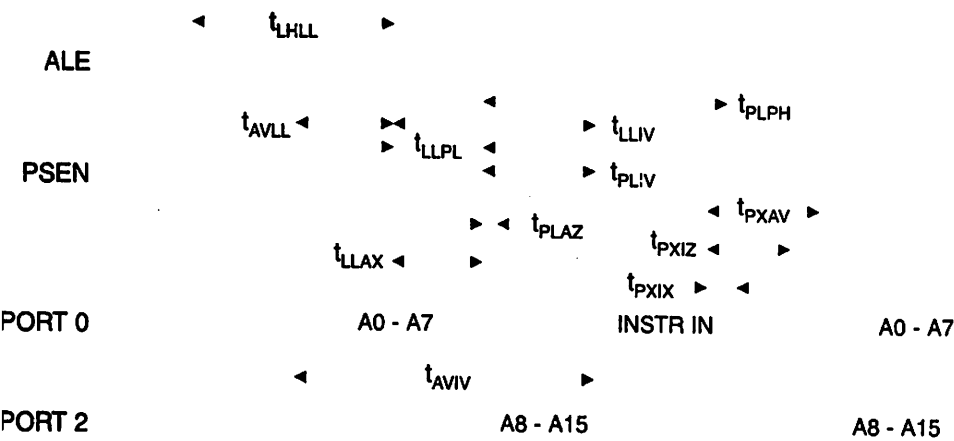 tLHLL
ALE
tPLPH
tAVLL tLLIV
tLLPL
PSEN tPLIV
tPXAV
tPLAZ
tPXIZ
tLLAX
tPXIX
PORT 0 A0 - A7 INSTR IN A0 - A7
tAVIV
PORT 2 A8 - A15 A8 - A15